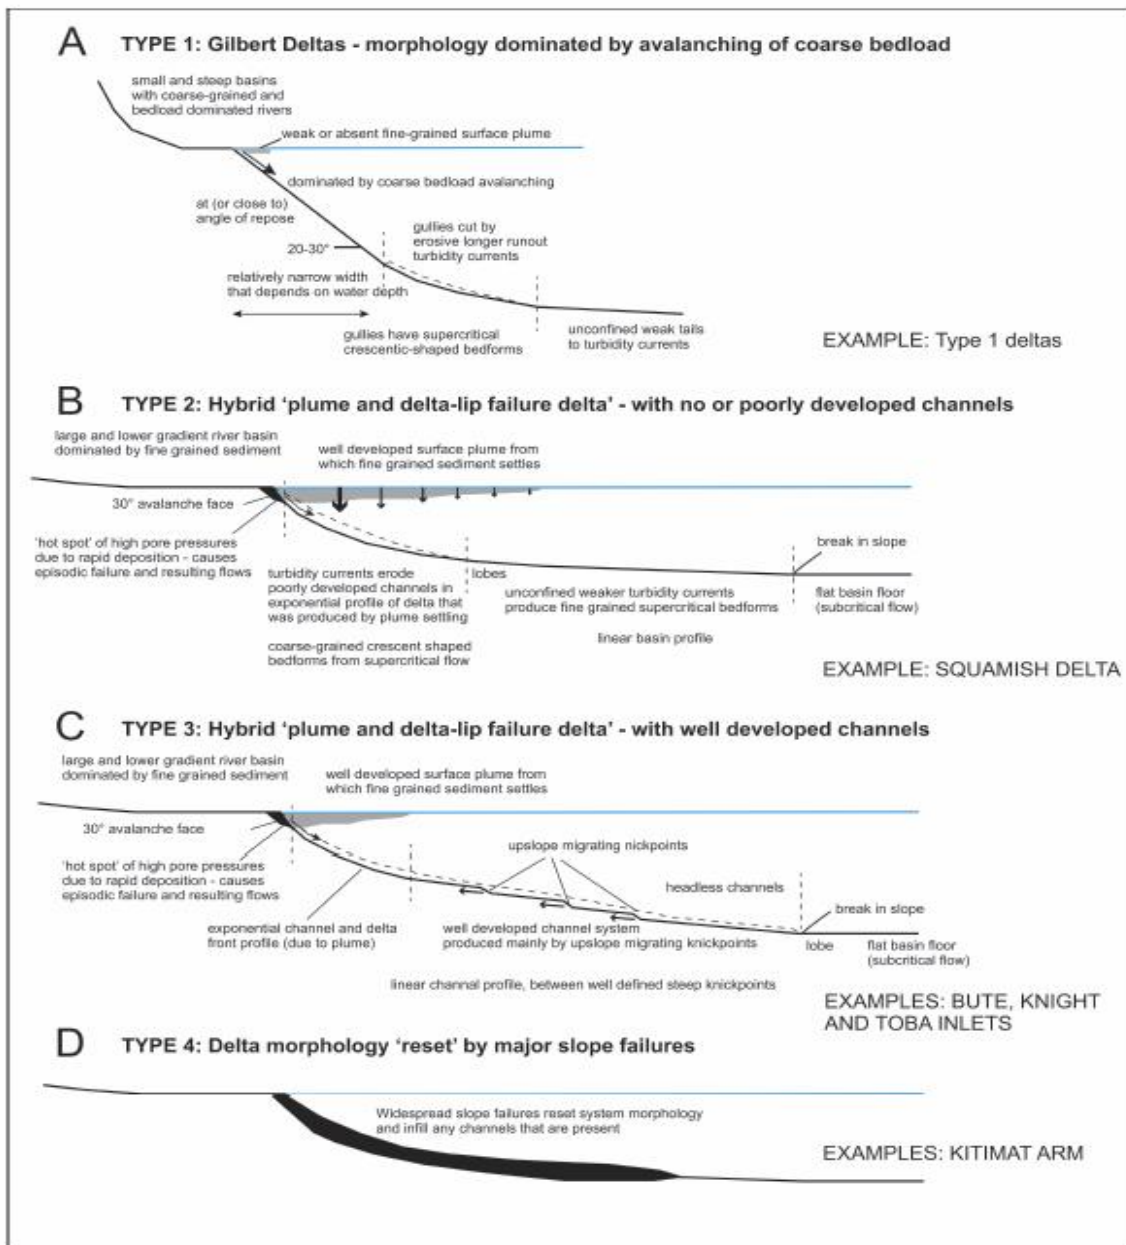 A TYPE 1: Gilbert Deltas - morphology dominated by avalanching of coarse bedload
small and steep basins
with coarse-grained and
bedload dominated rivers
weak or absent fine-grained surface plume
dominated by coarse bedload avalanching
at (or close to)
angle of repose
gullies cut by
erosive longer runout
turbidity currents
20-30°
relatively narrow width
that depends on water depth
gullies have supercritical
crescentic-shaped bedforms
unconfined weak tails
to turbidity currents
EXAMPLE: Type 1 deltas
B TYPE 2: Hybrid 'plume and delta-lip failure delta' - with no or poorly developed channels
large and lower gradient river basin
dominated by fine grained sediment
well developed surface plume from
which fine grained sediment settles
30° avalanche face
'hot spot' of high pore pressures
due to rapid deposition - causes
episodic failure and resulting flows
break in slope
turbidity currents erode
poorly developed channels in
exponential profile of delta that
was produced by plume settling
lobes
unconfined weaker turbidity currents
produce fine grained supercritical bedforms
flat basin floor
(subcritical flow)
linear basin profile
coarse-grained crescent shaped
bedforms from supercritical flow
EXAMPLE: SQUAMISH DELTA
C TYPE 3: Hybrid 'plume and delta-lip failure delta' - with well developed channels
large and lower gradient river basin
dominated by fine grained sediment
well developed surface plume from
which fine grained sediment settles
30° avalanche face
'hot spot' of high pore pressures
due to rapid deposition - causes
episodic failure and resulting flows
upslope migrating nickpoints
headless channels
break in slope
exponential channel and delta
front profile (due to plume)
well developed channel system
produced mainly by upslope migrating knickpoints
lobe
flat basin floor
(subcritical flow)
linear channal profile, between well defined steep knickpoints
EXAMPLES: BUTE, KNIGHT
AND TOBA INLETS
D TYPE 4: Delta morphology 'reset' by major slope failures
Widespread slope failures reset system morphology
and infill any channels that are present
EXAMPLES: KITIMAT ARM